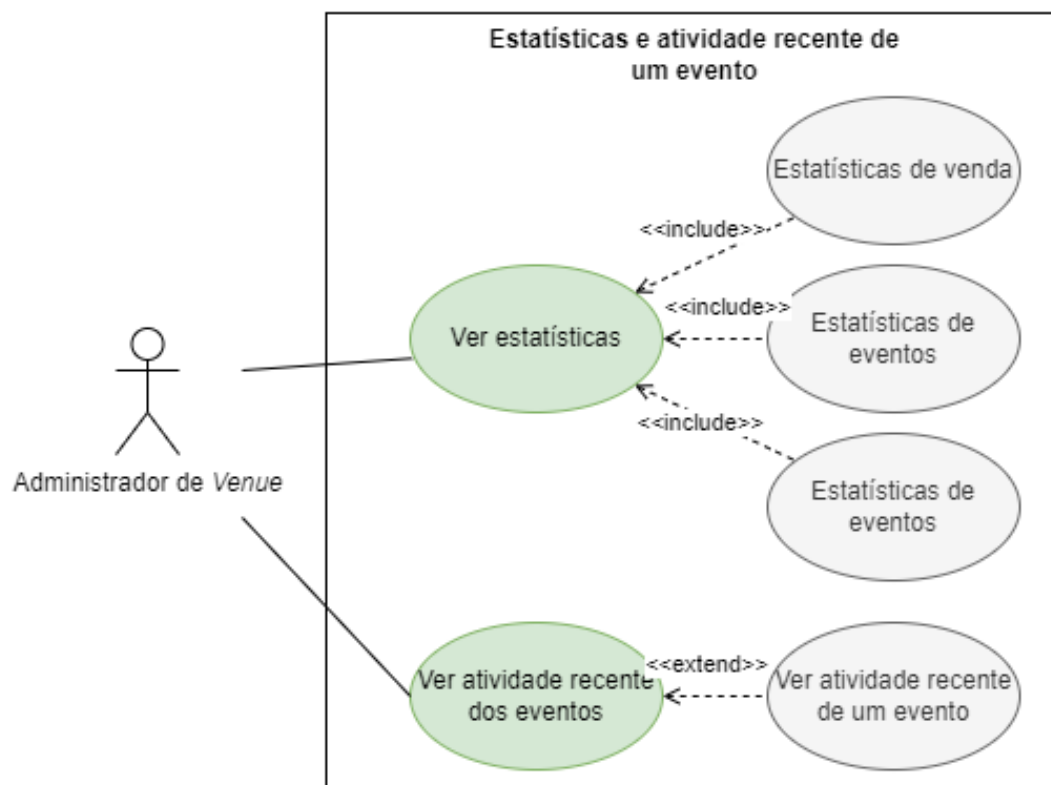 Estatísticas e atividade recente de
um evento
Estatísticas de venda
<<include>>
<<include>>
Ver estatísticas
Estatísticas de
eventos
<<include>>
Administrador de Venue
Estatísticas de
eventos
<<extend>>
Ver atividade recente
dos eventos
Ver atividade recente
de um evento